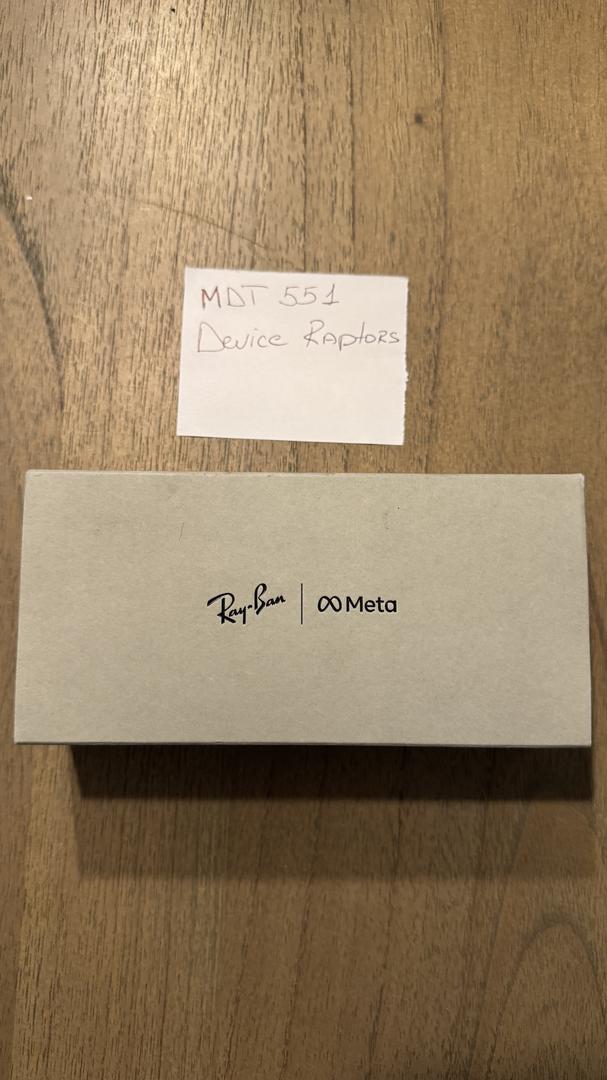 MDT 551
Device Raptors
Ray-Ban | Meta